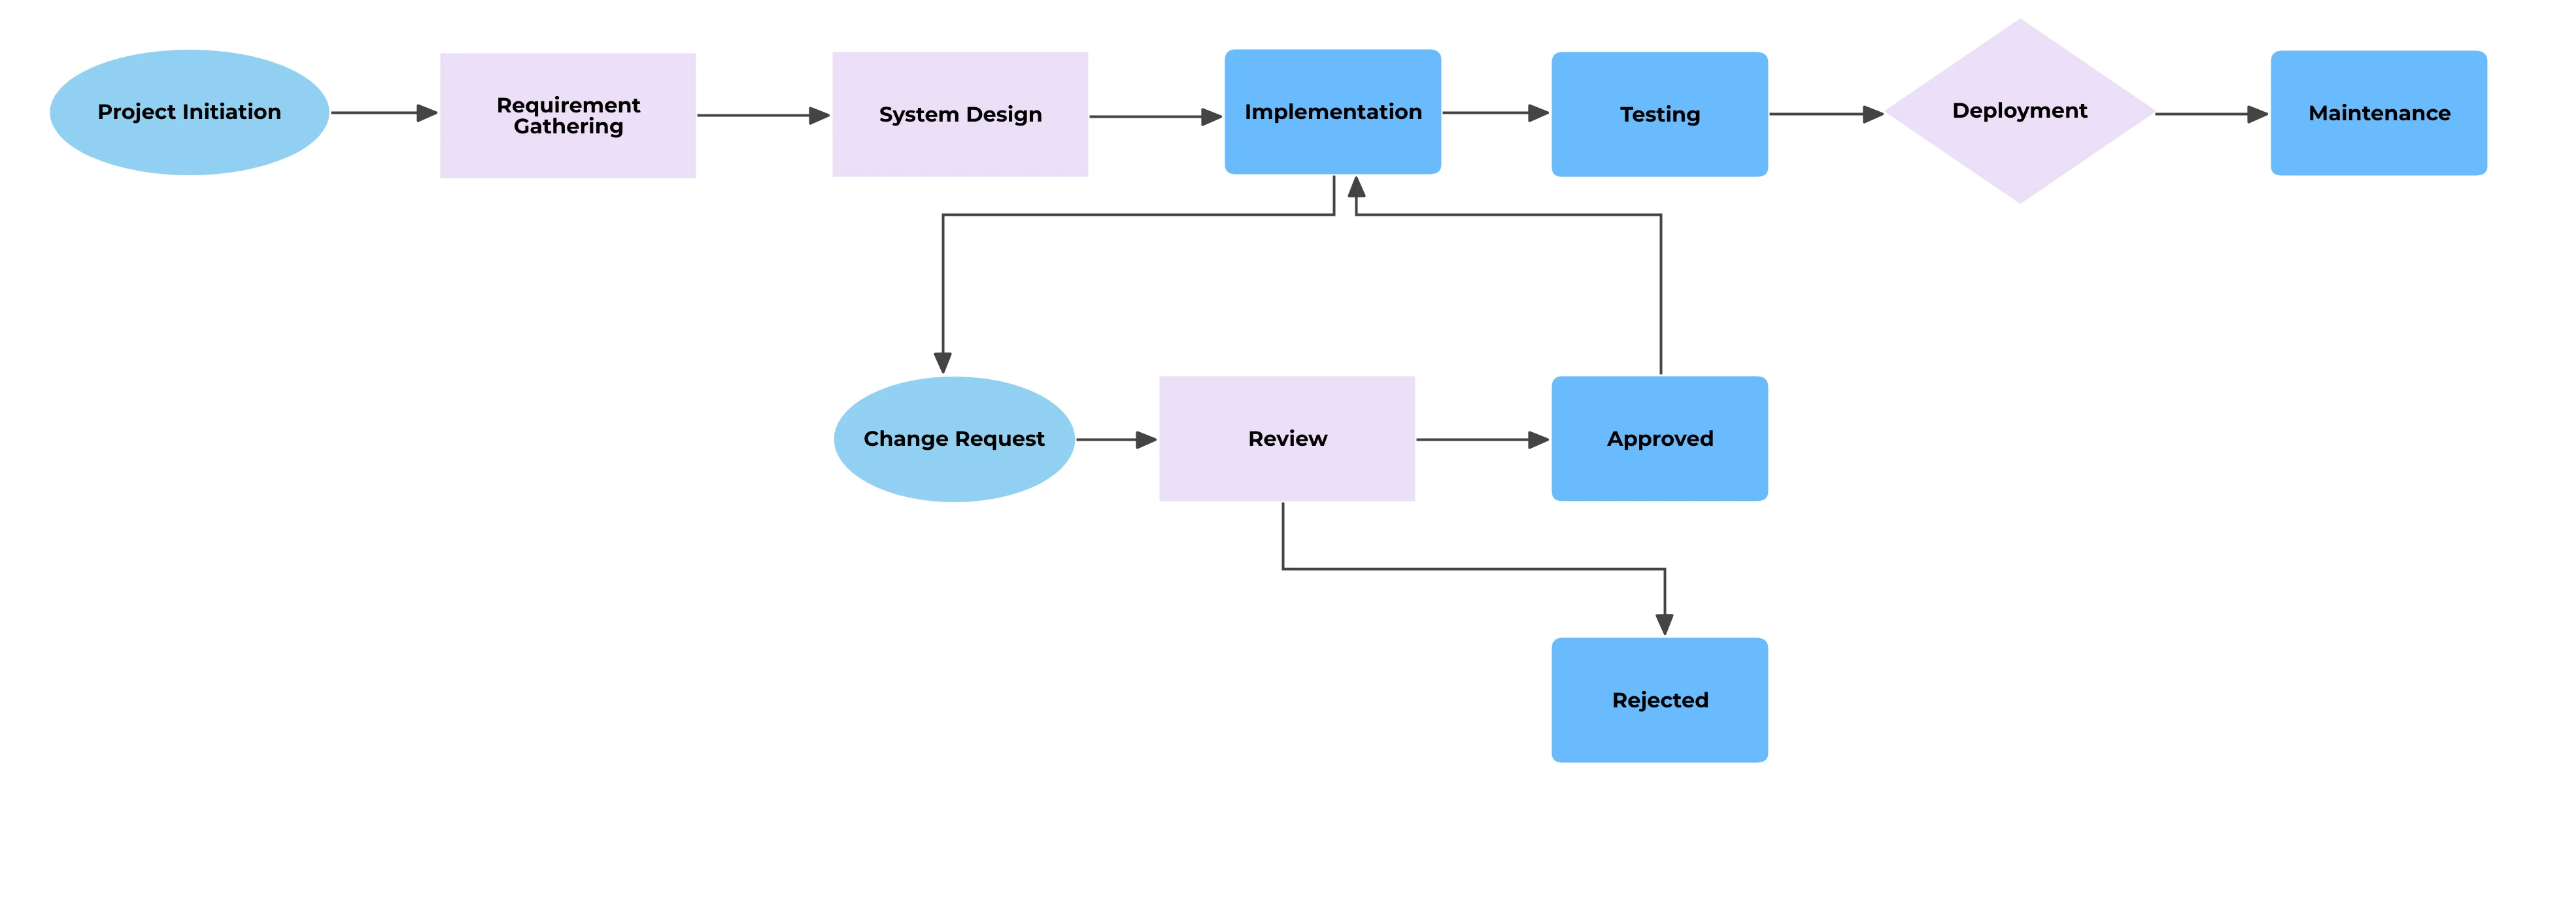 Project Initiation
Requirement
Gathering
System Design
Implementation
Testing
Deployment
Maintenance
Change Request
Review
Approved
Rejected